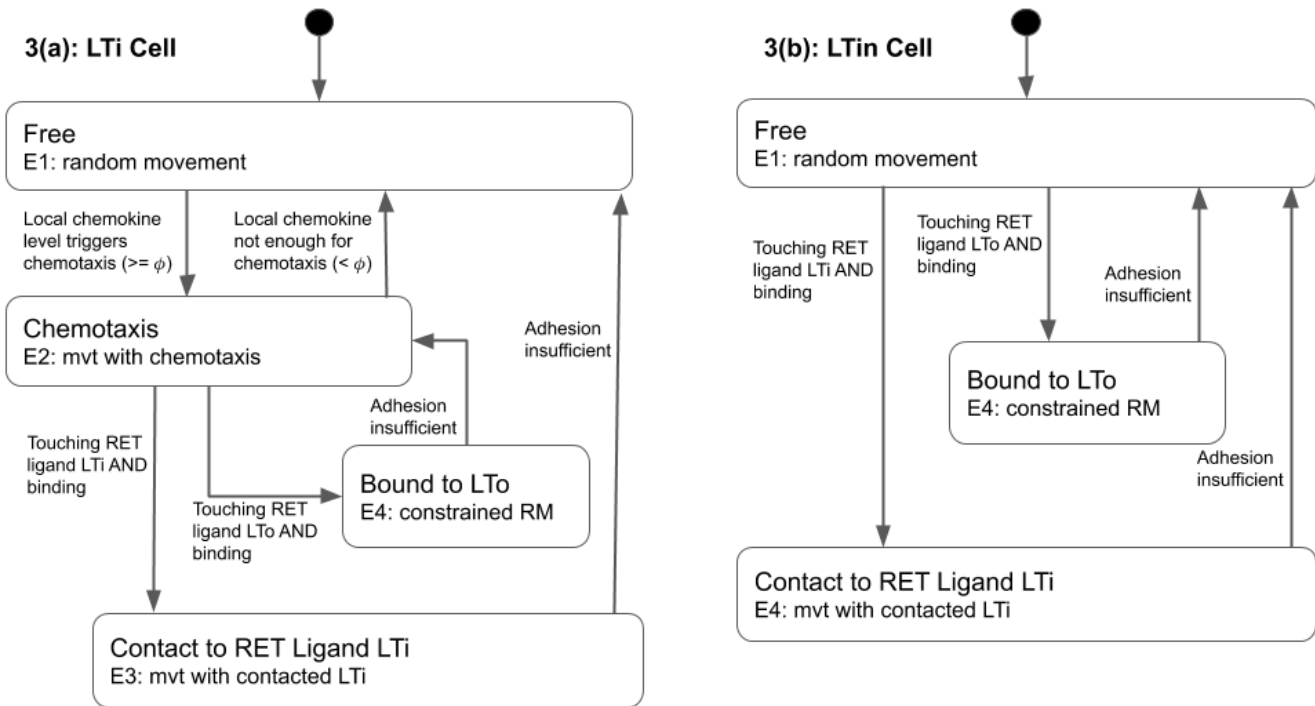 3(a): LTi Cell
Free
E1: random movement
Local chemokine
level triggers
chemotaxis (>= ϕ)
Local chemokine
not enough for
chemotaxis (< ϕ)
Chemotaxis
E2: mvt with chemotaxis
Adhesion
insufficient
Adhesion
insufficient
Touching RET
ligand LTi AND
binding
Touching RET
ligand LTo AND
binding
Bound to LTo
E4: constrained RM
Contact to RET Ligand LTi
E3: mvt with contacted LTi
3(b): LTin Cell
Free
E1: random movement
Touching RET
ligand LTi AND
binding
Touching RET
ligand LTo AND
binding
Adhesion
insufficient
Bound to LTo
E4: constrained RM
Adhesion
insufficient
Contact to RET Ligand LTi
E4: mvt with contacted LTi